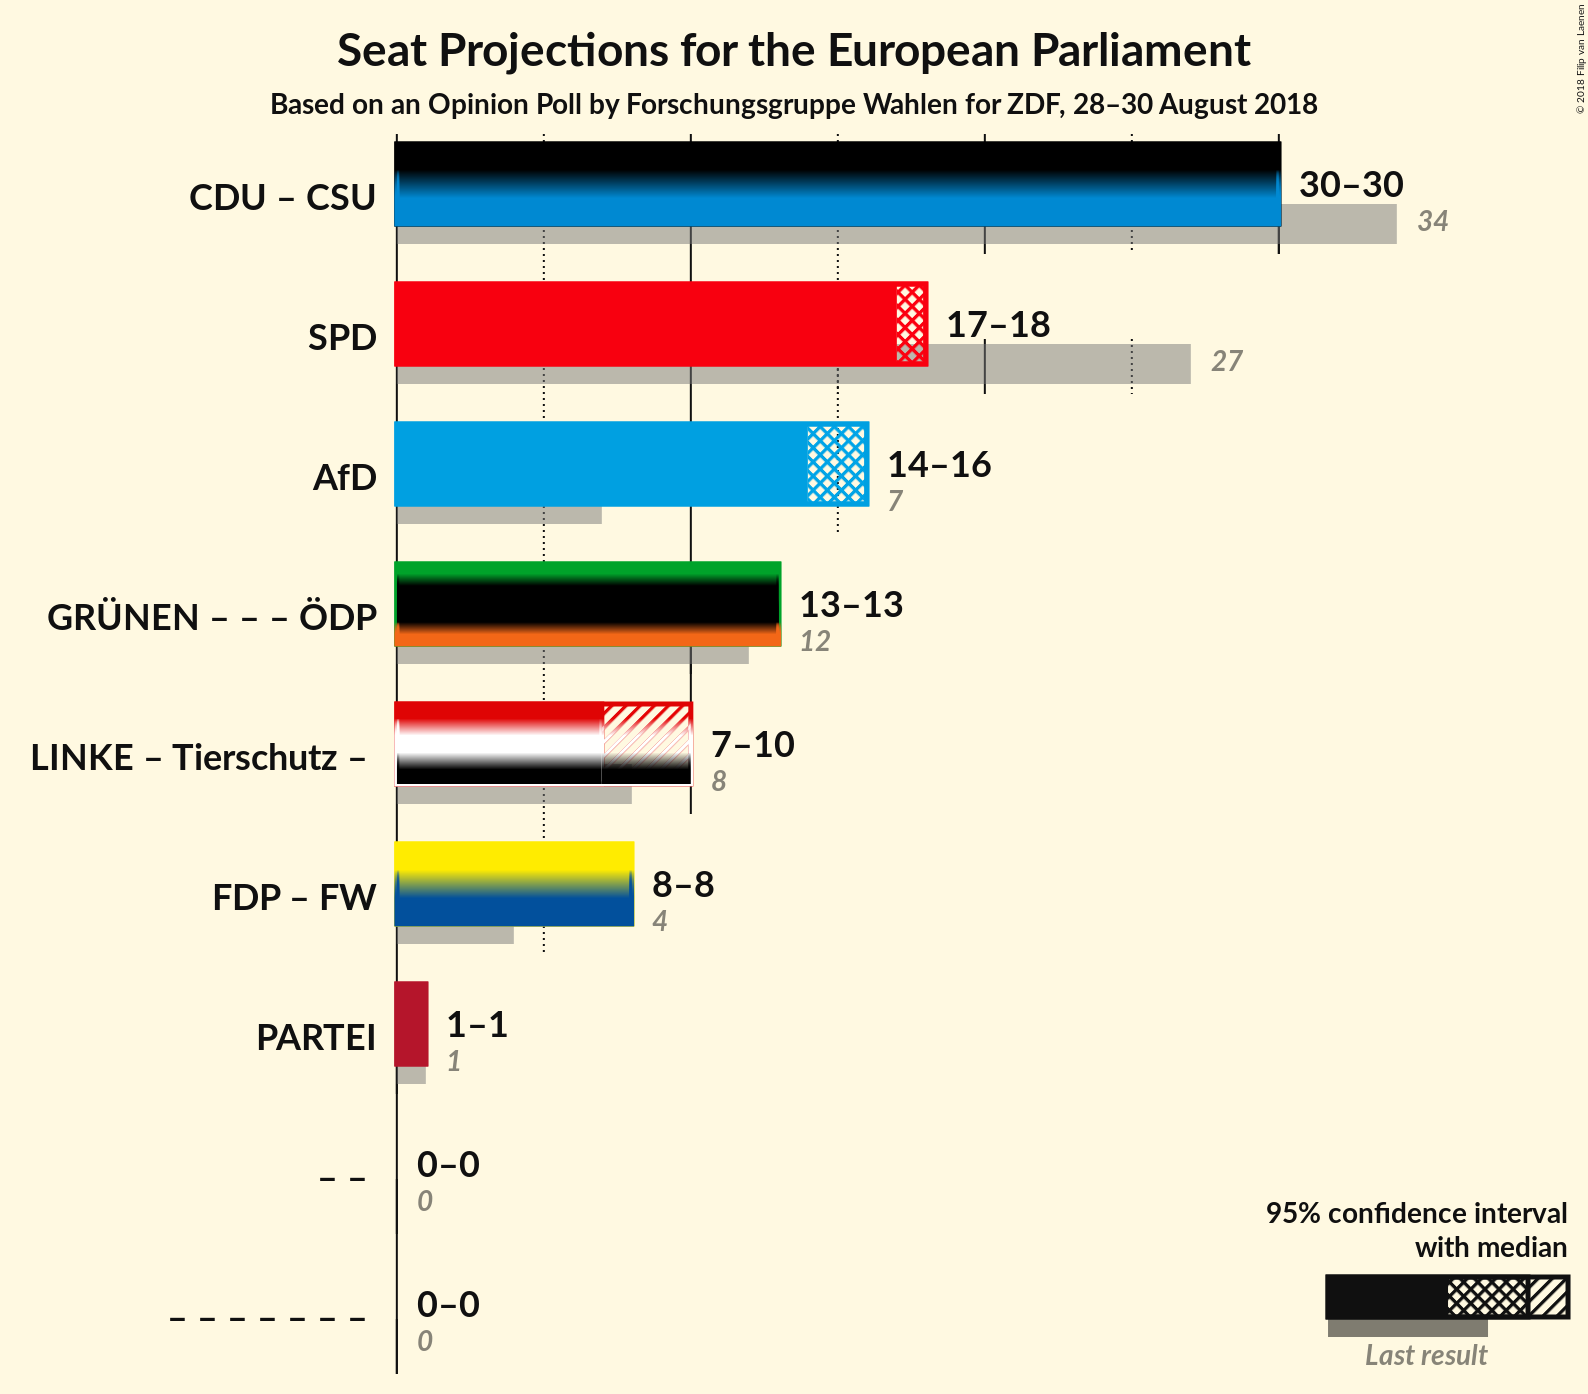 Seat Projections for the European Parliament
Based on an Opinion Poll by Forschungsgruppe Wahlen for ZDF, 28–30 August 2018
© 2018 Filip van Laenen
CDU – CSU
30–30
34
SPD
17–18
27
AfD
14–16
7
GRÜNEN – – – ÖDP
13–13
12
LINKE – Tierschutz –
7–10
8
FDP – FW
8–8
4
PARTEI
1–1
1
– –
0–0
0
– – – – – – –
0–0
0
95% confidence interval
with median
Last result